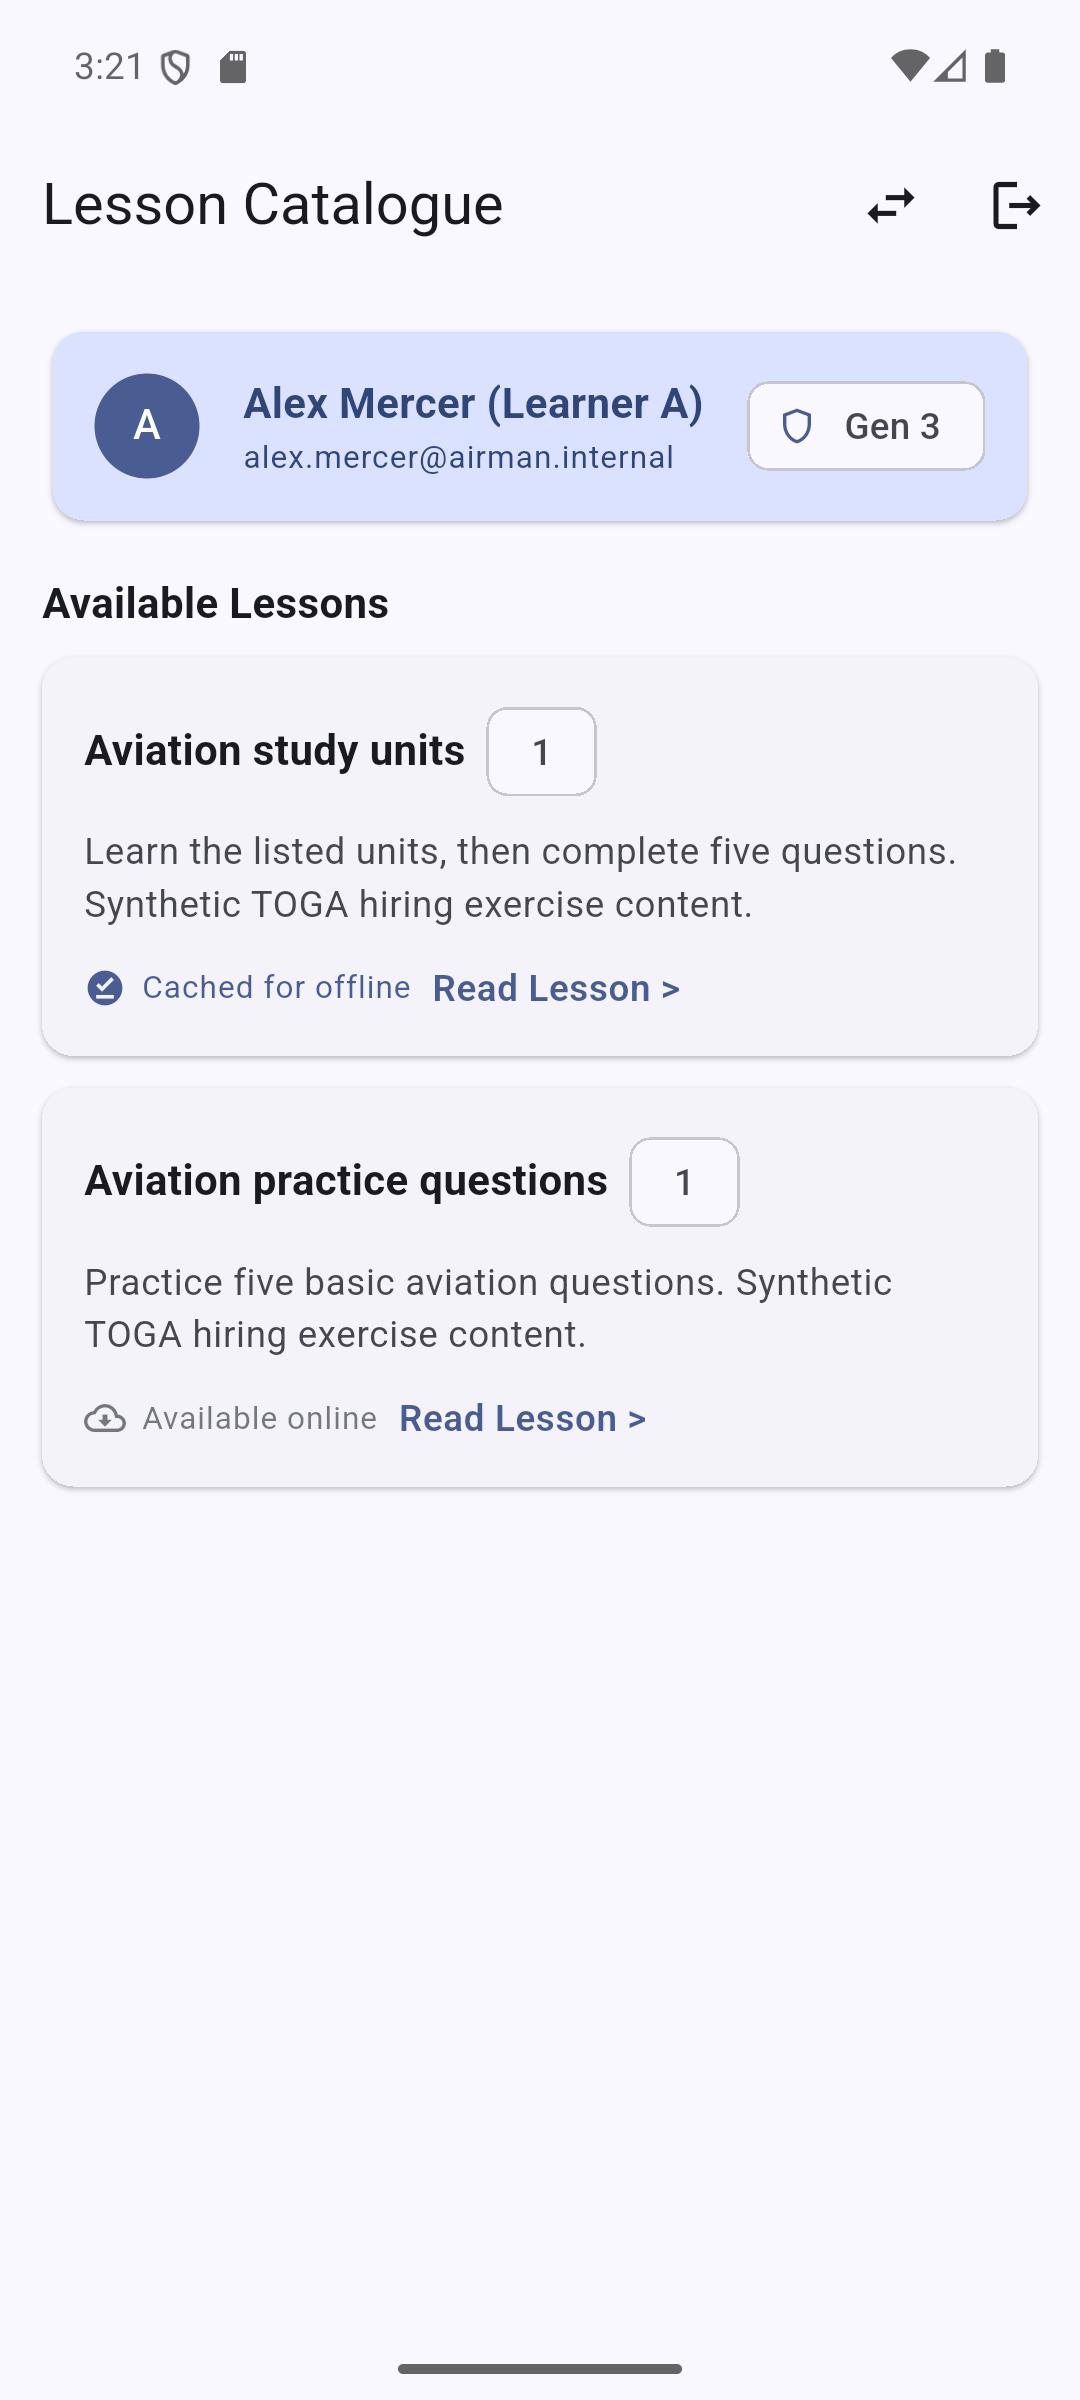 3:21
Lesson Catalogue
A
Alex Mercer (Learner A)
alex.mercer@airman.internal
Gen 3
Available Lessons
Aviation study units 1
Learn the listed units, then complete five questions.
Synthetic TOGA hiring exercise content.
Cached for offline Read Lesson >
Aviation practice questions 1
Practice five basic aviation questions. Synthetic
TOGA hiring exercise content.
Available online Read Lesson >